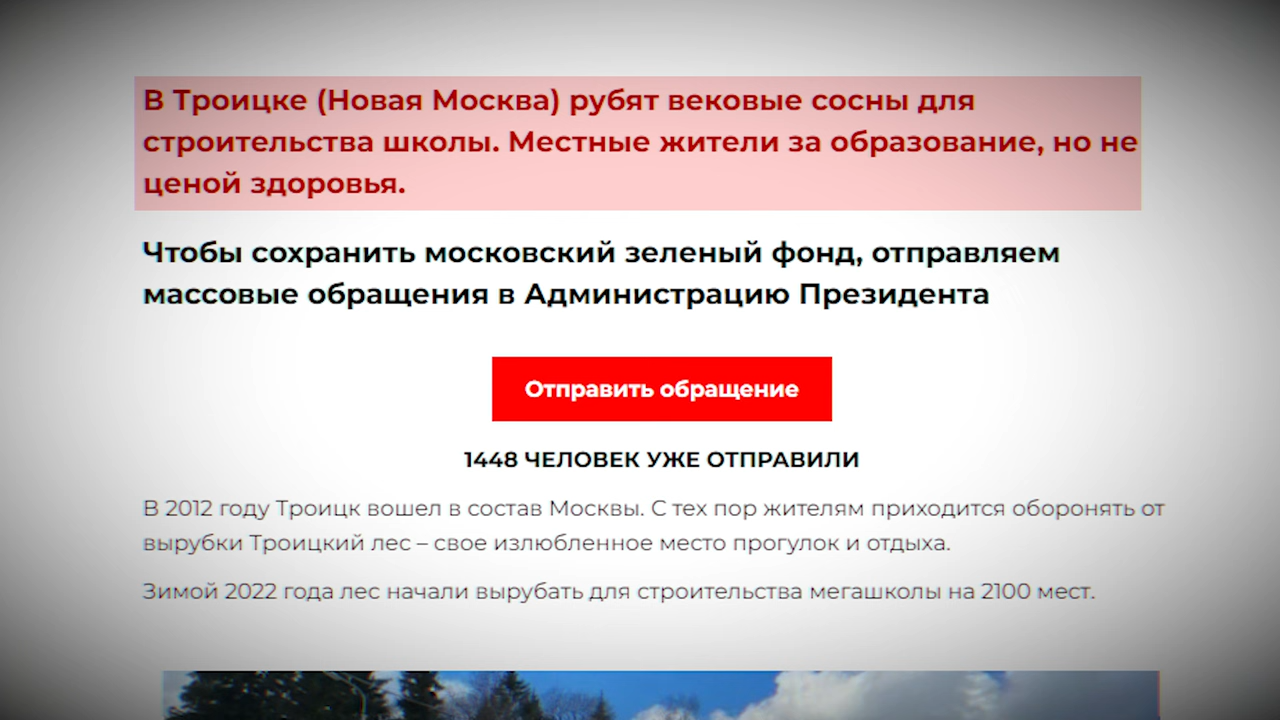 В Троицке (Новая Москва) рубят вековые сосны для
строительства школы. Местные жители за образование, но не
ценой здоровья.
Чтобы сохранить московский зеленый фонд, отправляем
массовые обращения в Администрацию Президента
Отправить обращение
1448 ЧЕЛОВЕК УЖЕ ОТПРАВИЛИ
В 2012 году Троицк вошел в состав Москвы. С тех пор жителям приходится оборонять от
вырубки Троицкий лес – свое излюбленное место прогулок и отдыха.
Зимой 2022 года лес начали вырубать для строительства мегашколы на 2100 мест.